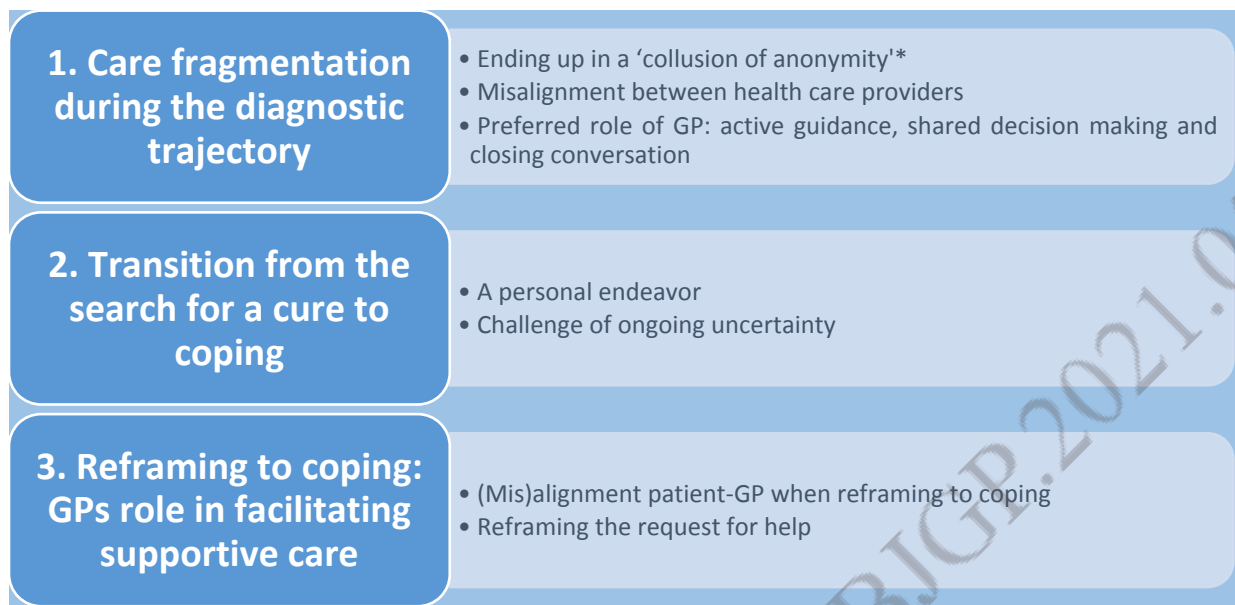 1. Care fragmentation
during the diagnostic
trajectory
• Ending up in a ‘collusion of anonymity'*
• Misalignment between health care providers
• Preferred role of GP: active guidance, shared decision making and
closing conversation
2. Transition from the
search for a cure to
coping
• A personal endeavor
• Challenge of ongoing uncertainty
3. Reframing to coping:
GPs role in facilitating
supportive care
• (Mis)alignment patient-GP when reframing to coping
• Reframing the request for help
BJGP.2021.0